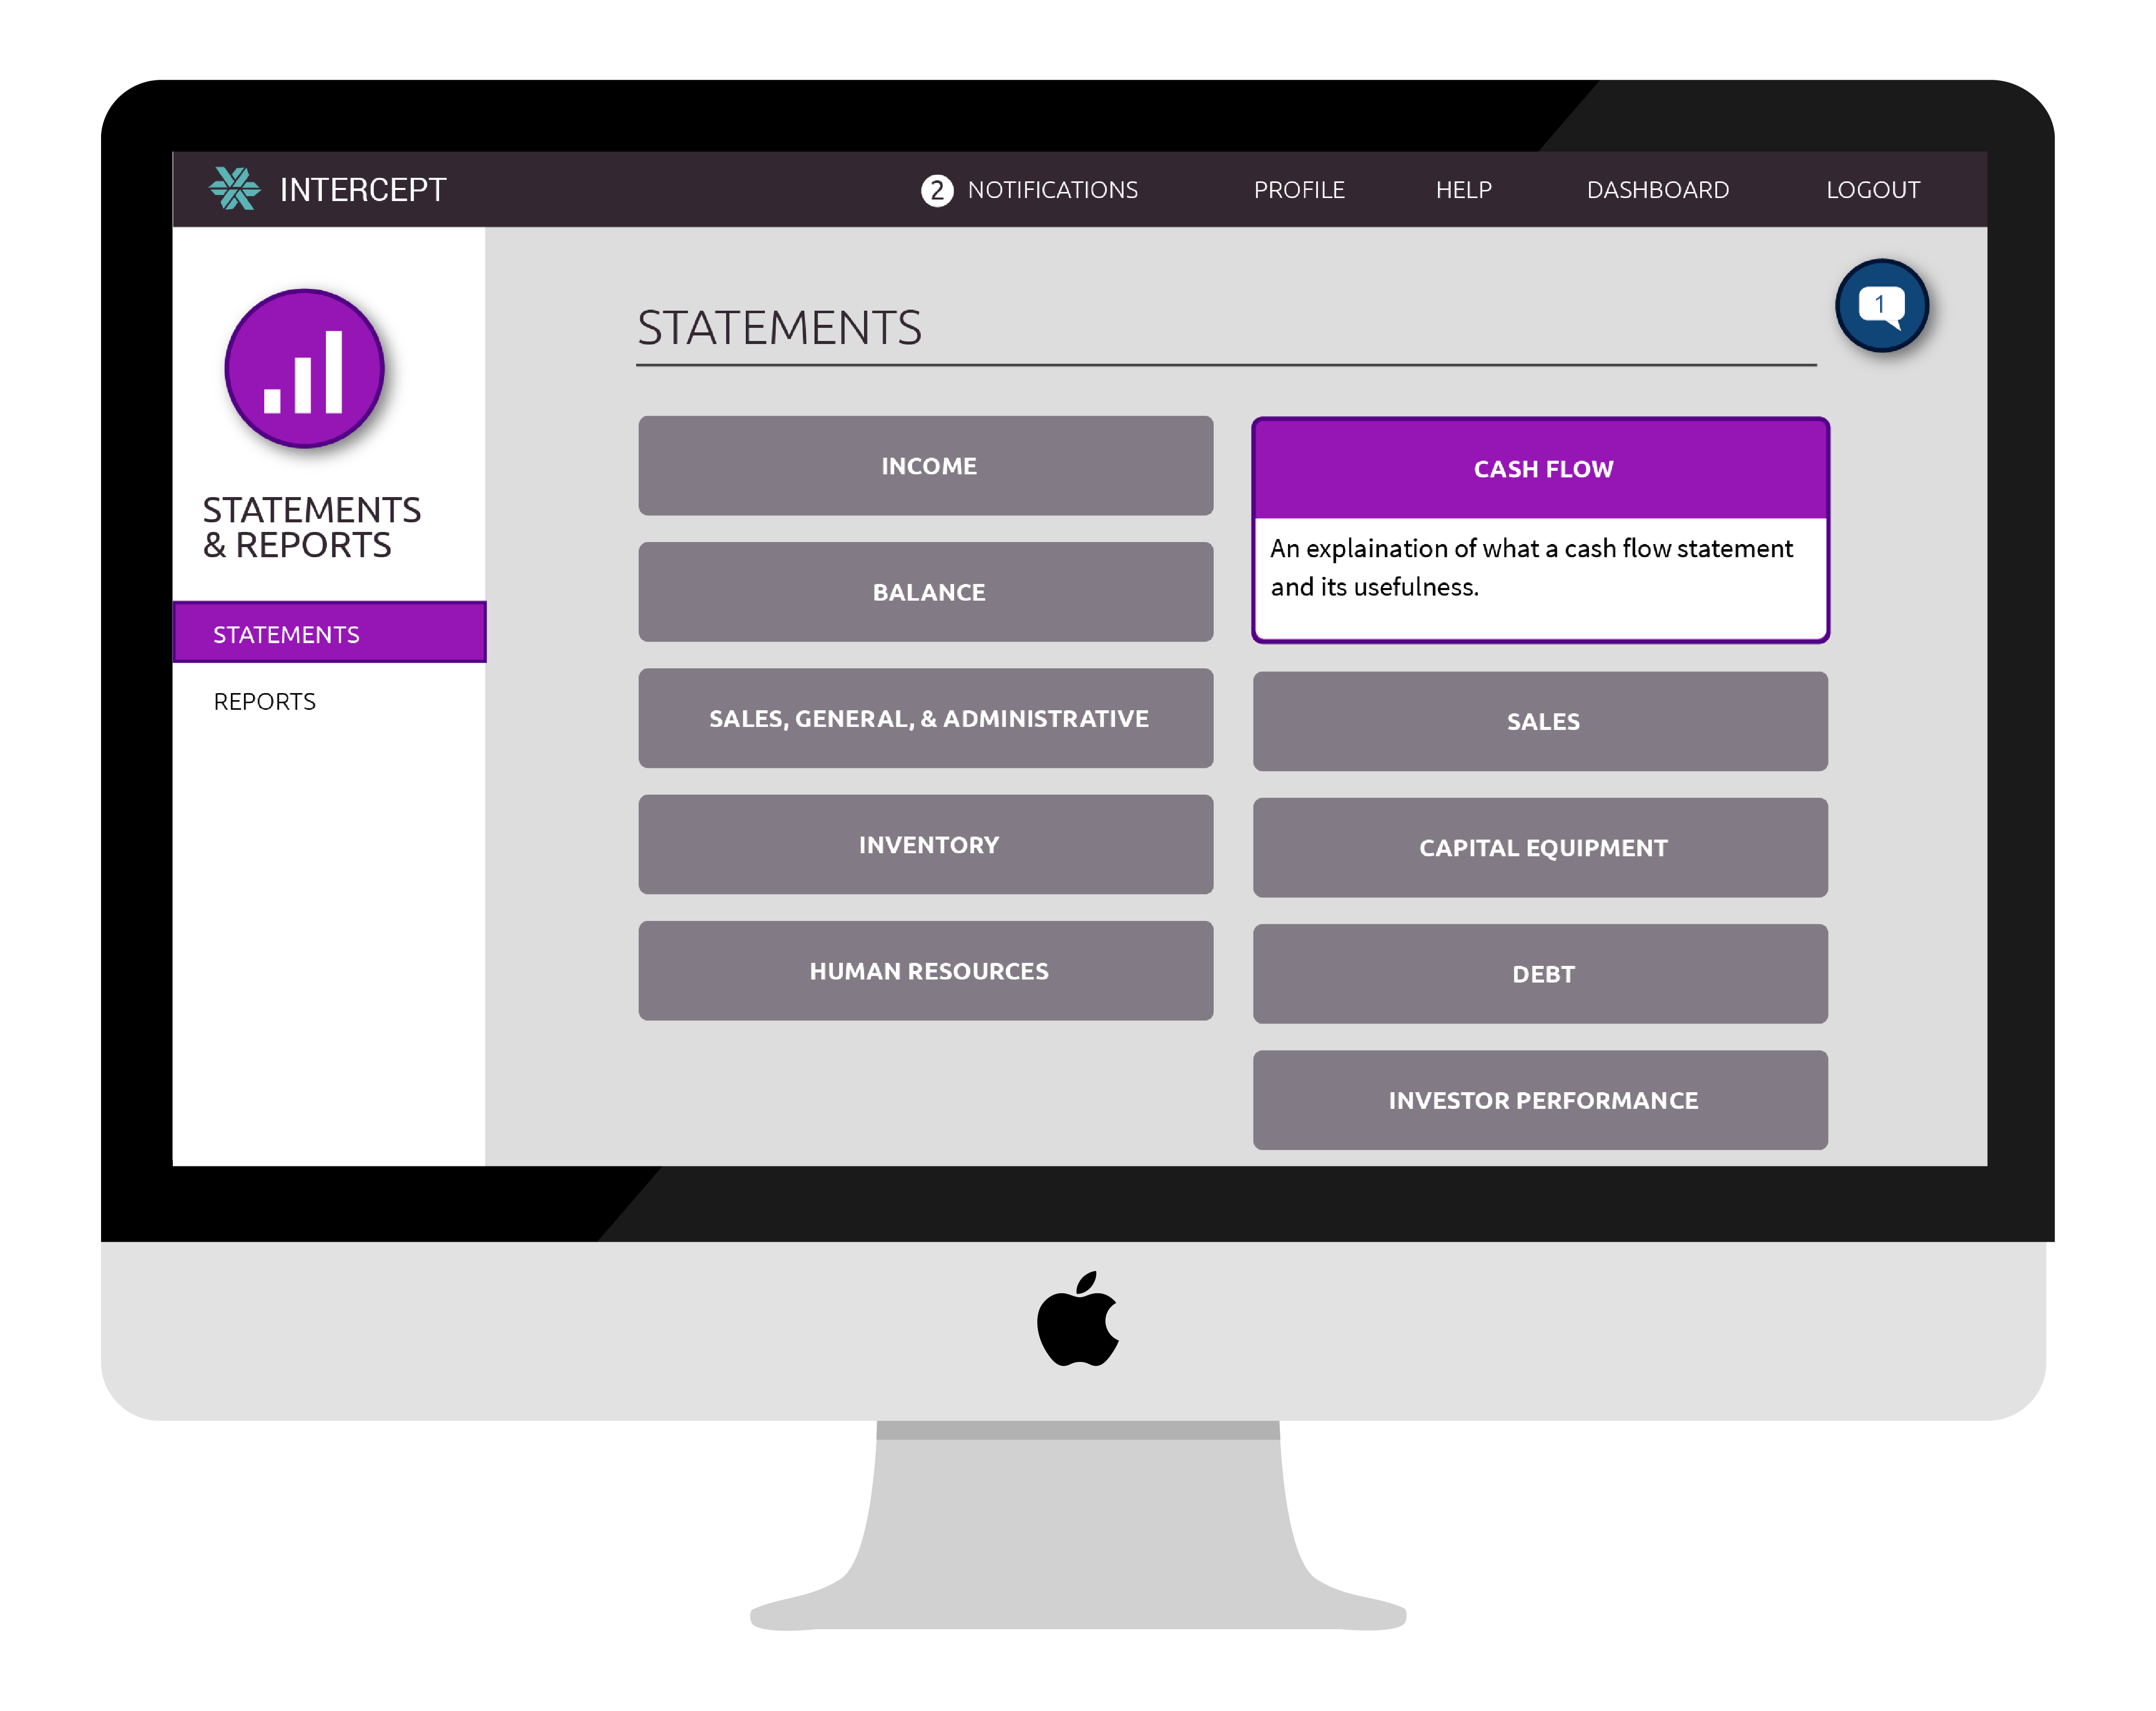 INTERCEPT
2 NOTIFICATIONS
PROFILE
HELP
DASHBOARD
LOGOUT
STATEMENTS
& REPORTS
STATEMENTS
REPORTS
STATEMENTS
1
INCOME
BALANCE
SALES, GENERAL, & ADMINISTRATIVE
INVENTORY
HUMAN RESOURCES
CASH FLOW
An explaination of what a cash flow statement
and its usefulness.
SALES
CAPITAL EQUIPMENT
DEBT
INVESTOR PERFORMANCE